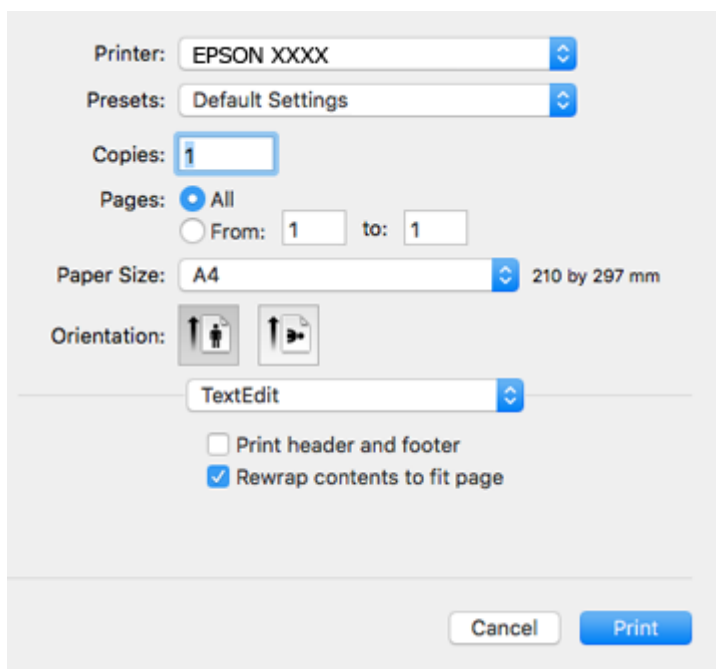 Printer: EPSON XXXX
Presets: Default Settings
Copies: 1
Pages: All
From: 1 to: 1
Paper Size: A4 210 by 297 mm
Orientation:
TextEdit
Print header and footer
Rewrap contents to fit page
Cancel Print